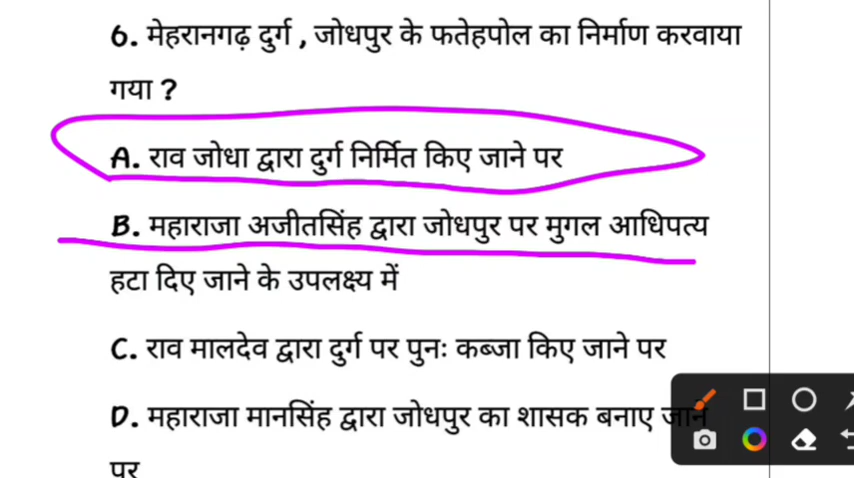 6. मेहरानगढ़ दुर्ग , जोधपुर के फतेहपोल का निर्माण करवाया
गया ?
A. राव जोधा द्वारा दुर्ग निर्मित किए जाने पर
B. महाराजा अजीतसिंह द्वारा जोधपुर पर मुगल आधिपत्य
हटा दिए जाने के उपलक्ष्य में
C. राव मालदेव द्वारा दुर्ग पर पुनः कब्जा किए जाने पर
D. महाराजा मानसिंह द्वारा जोधपुर का शासक बनाए जाने
पर